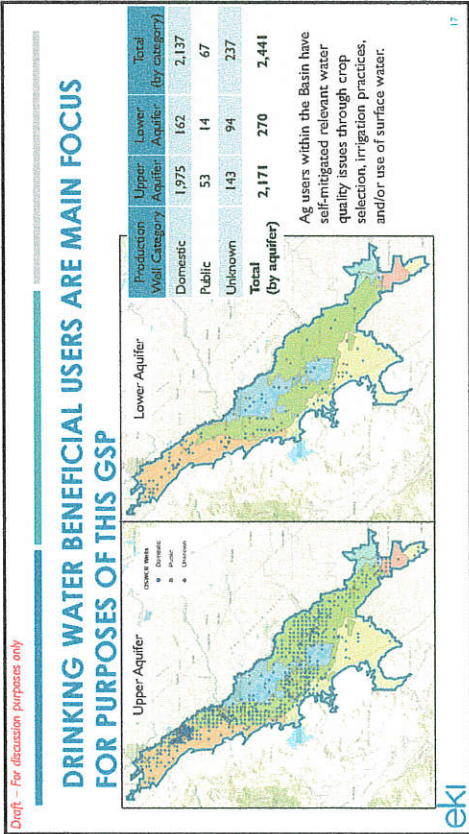 Draft – For discussion purposes only
DRINKING WATER BENEFICIAL USERS ARE MAIN FOCUS
FOR PURPOSES OF THIS GSP
Upper Aquifer
OSWCR Wells
Domestic
Public
Unknown
Lower Aquifer
Production Well Category Upper Aquifer Lower Aquifer Total (by category)
Domestic 1,975 162 2,137
Public 53 14 67
Unknown 143 94 237
Total (by aquifer) 2,171 270 2,441
Ag users within the Basin have
self-mitigated relevant water
quality issues through crop
selection, irrigation practices,
and/or use of surface water.
eki
17